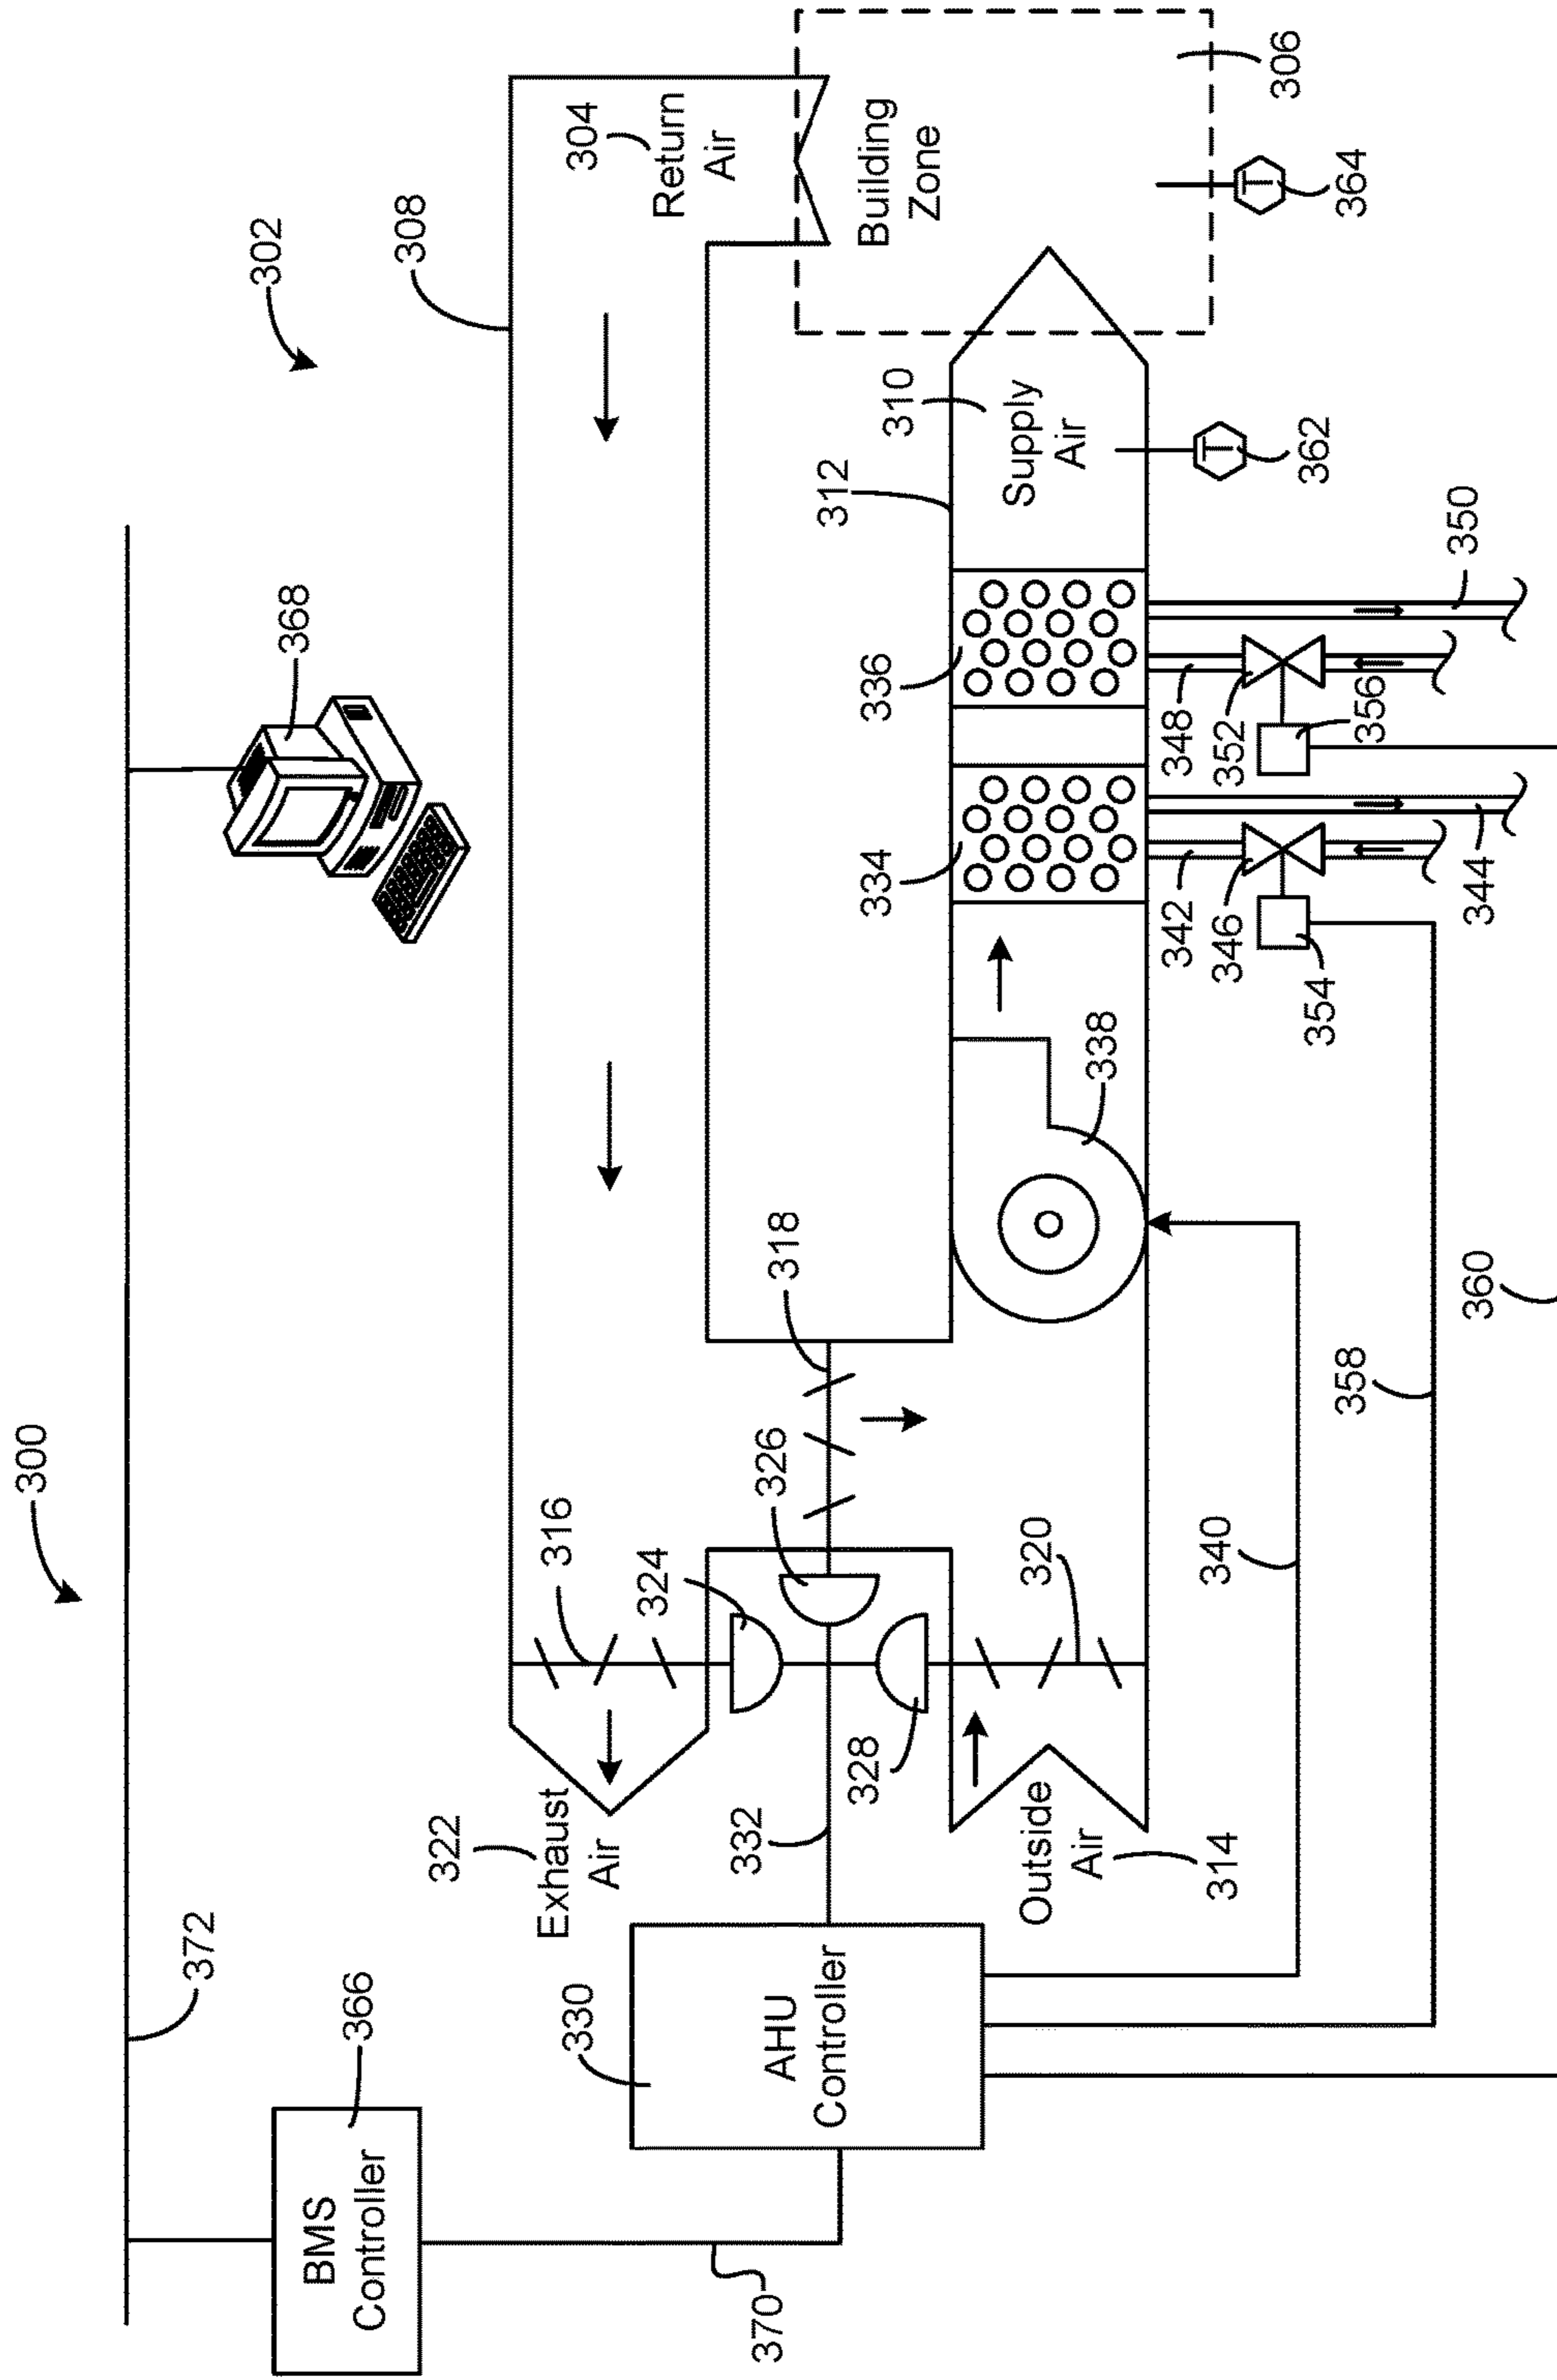 300
372
366
BMS
Controller
368
302
370
308
304
Return
Air
322
Exhaust
Air
316
324
326
318
330
AHU
Controller
332
328
320
Outside
Air
314
338
334
336
312
310
Supply
Air
Building
Zone
306
340
342
346
354
344
348
352
356
350
362
T
364
T
358
360